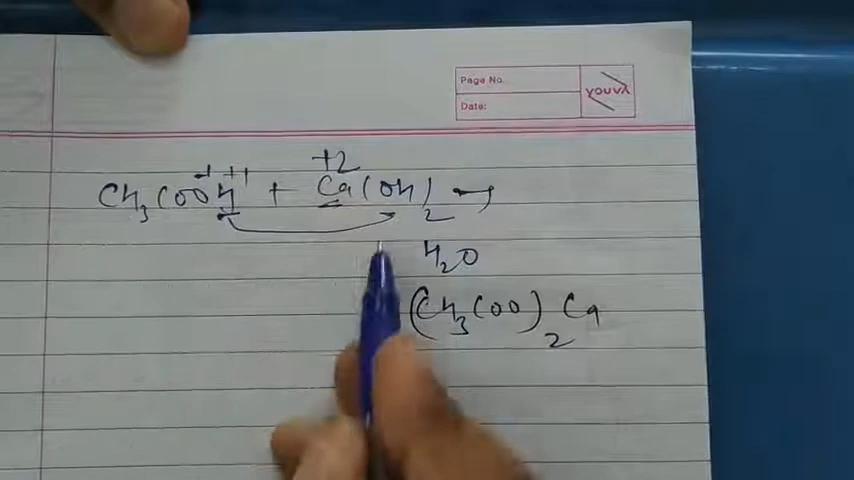 Page No.
Date:
youva
-1 +1 +2
CH3COOH + Ca(OH)2 →
H2O
(CH3COO)2Ca